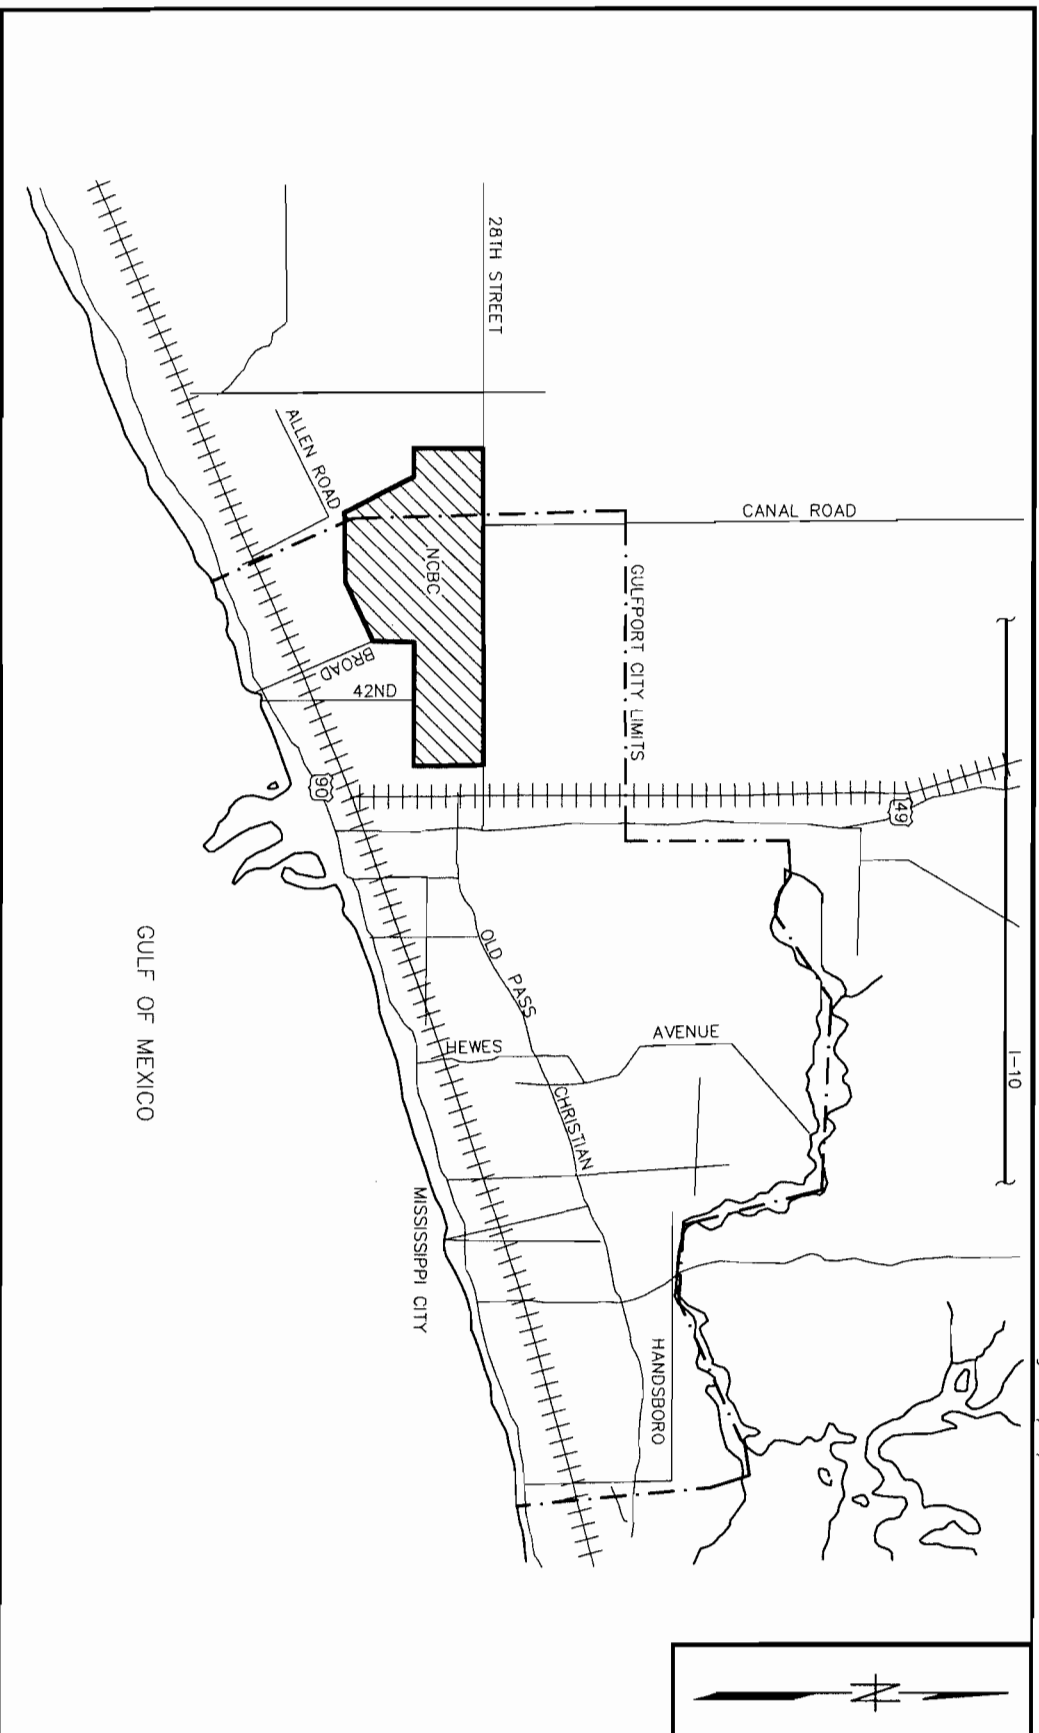 28TH STREET
ALLEN ROAD
NCBC
BROAD
42ND
CANAL ROAD
GULFPORT CITY LIMITS
90
49
I-10
OLD PASS
HEWES
AVENUE
CHRISTIAN
HANDSBORO
MISSISSIPPI CITY
GULF OF MEXICO
N